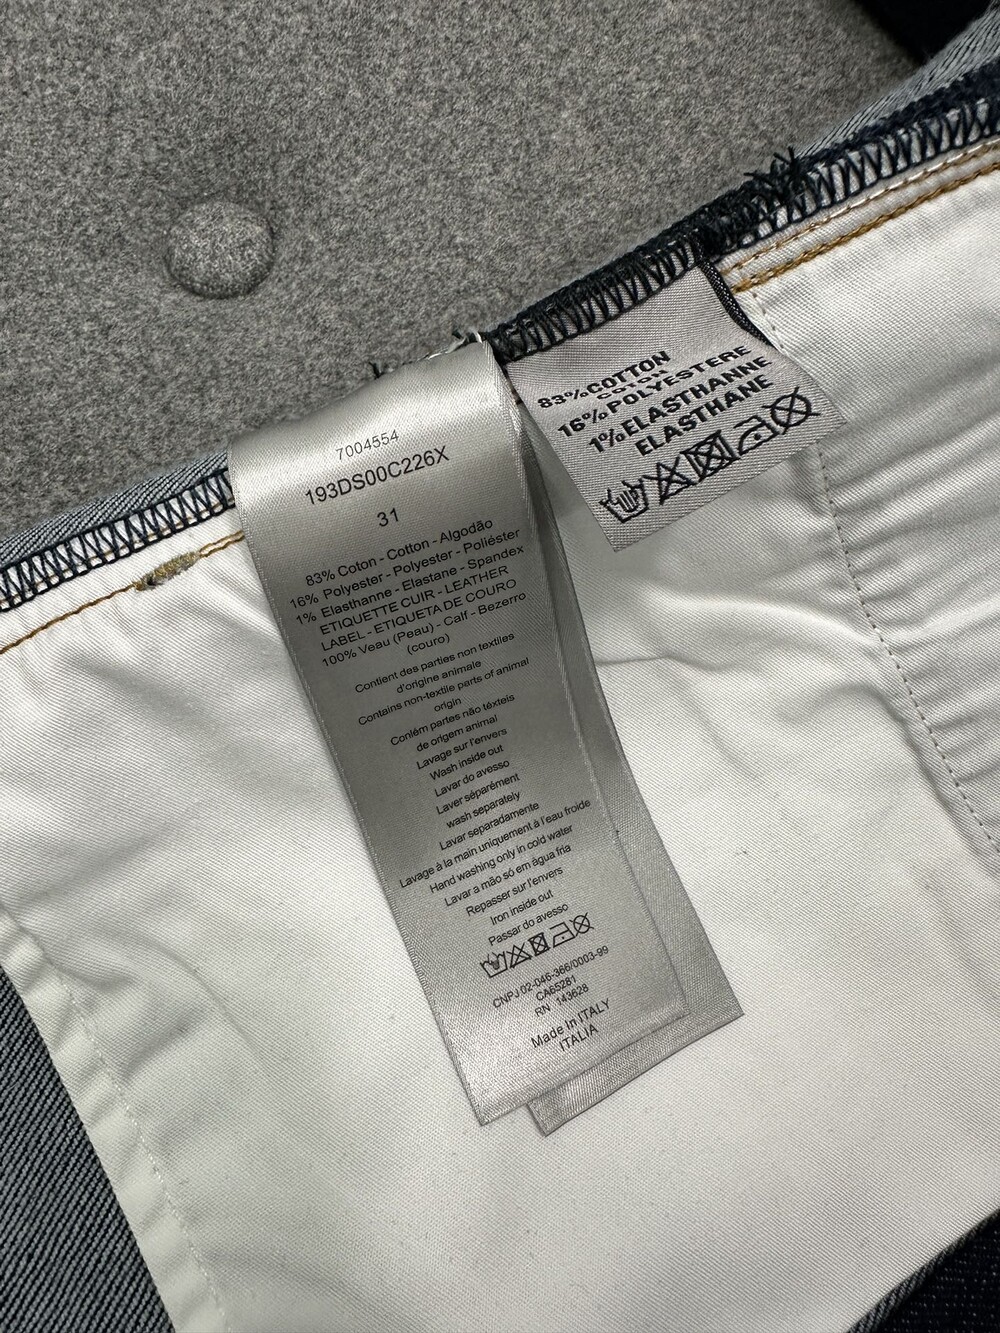 7004554
193DS00C226X
31
83% Coton - Cotton - Algodão
16% Polyester - Polyester - Poliéster
1% Elasthanne - Elastane - Spandex
ETIQUETTE CUIR - LEATHER
LABEL - ETIQUETA DE COURO
100% Veau (Peau) - Calf - Bezerro
(couro)
Contient des parties non textiles
d'origine animale
Contains non-textile parts of animal
origin
Contém partes não têxteis
de origem animal
Lavage sur l'envers
Wash inside out
Lavar do avesso
Laver séparément
wash separately
Lavar separadamente
Lavage à la main uniquement à l'eau froide
Hand washing only in cold water
Lavar a mão só em água fria
Repasser sur l'envers
Iron inside out
Passar do avesso
CNPJ 02-046-366/0003-99
CA65281
RN 143628
Made In ITALY
ITALIA
83%COTTON
COTON
16%POLYESTERE
1%ELASTHANNE
ELASTHANE